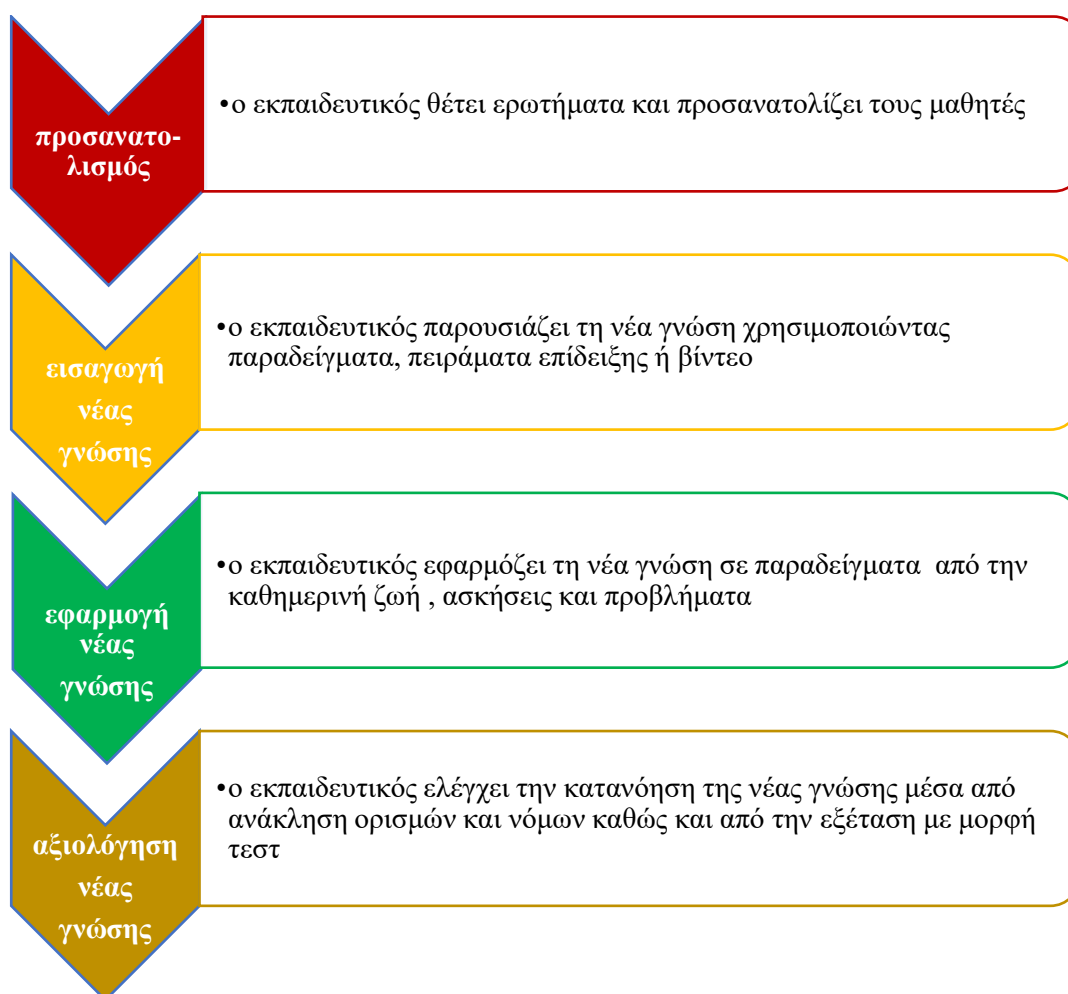 προσανατο-
λισμός
•ο εκπαιδευτικός θέτει ερωτήματα και προσανατολίζει τους μαθητές
εισαγωγή
νέας
γνώσης
•ο εκπαιδευτικός παρουσιάζει τη νέα γνώση χρησιμοποιώντας
παραδείγματα, πειράματα επίδειξης ή βίντεο
εφαρμογή
νέας
γνώσης
•ο εκπαιδευτικός εφαρμόζει τη νέα γνώση σε παραδείγματα  από την
καθημερινή ζωή , ασκήσεις και προβλήματα
αξιολόγηση
νέας
γνώσης
•ο εκπαιδευτικός ελέγχει την κατανόηση της νέας γνώσης μέσα από
ανάκληση ορισμών και νόμων καθώς και από την εξέταση με μορφή
τεστ